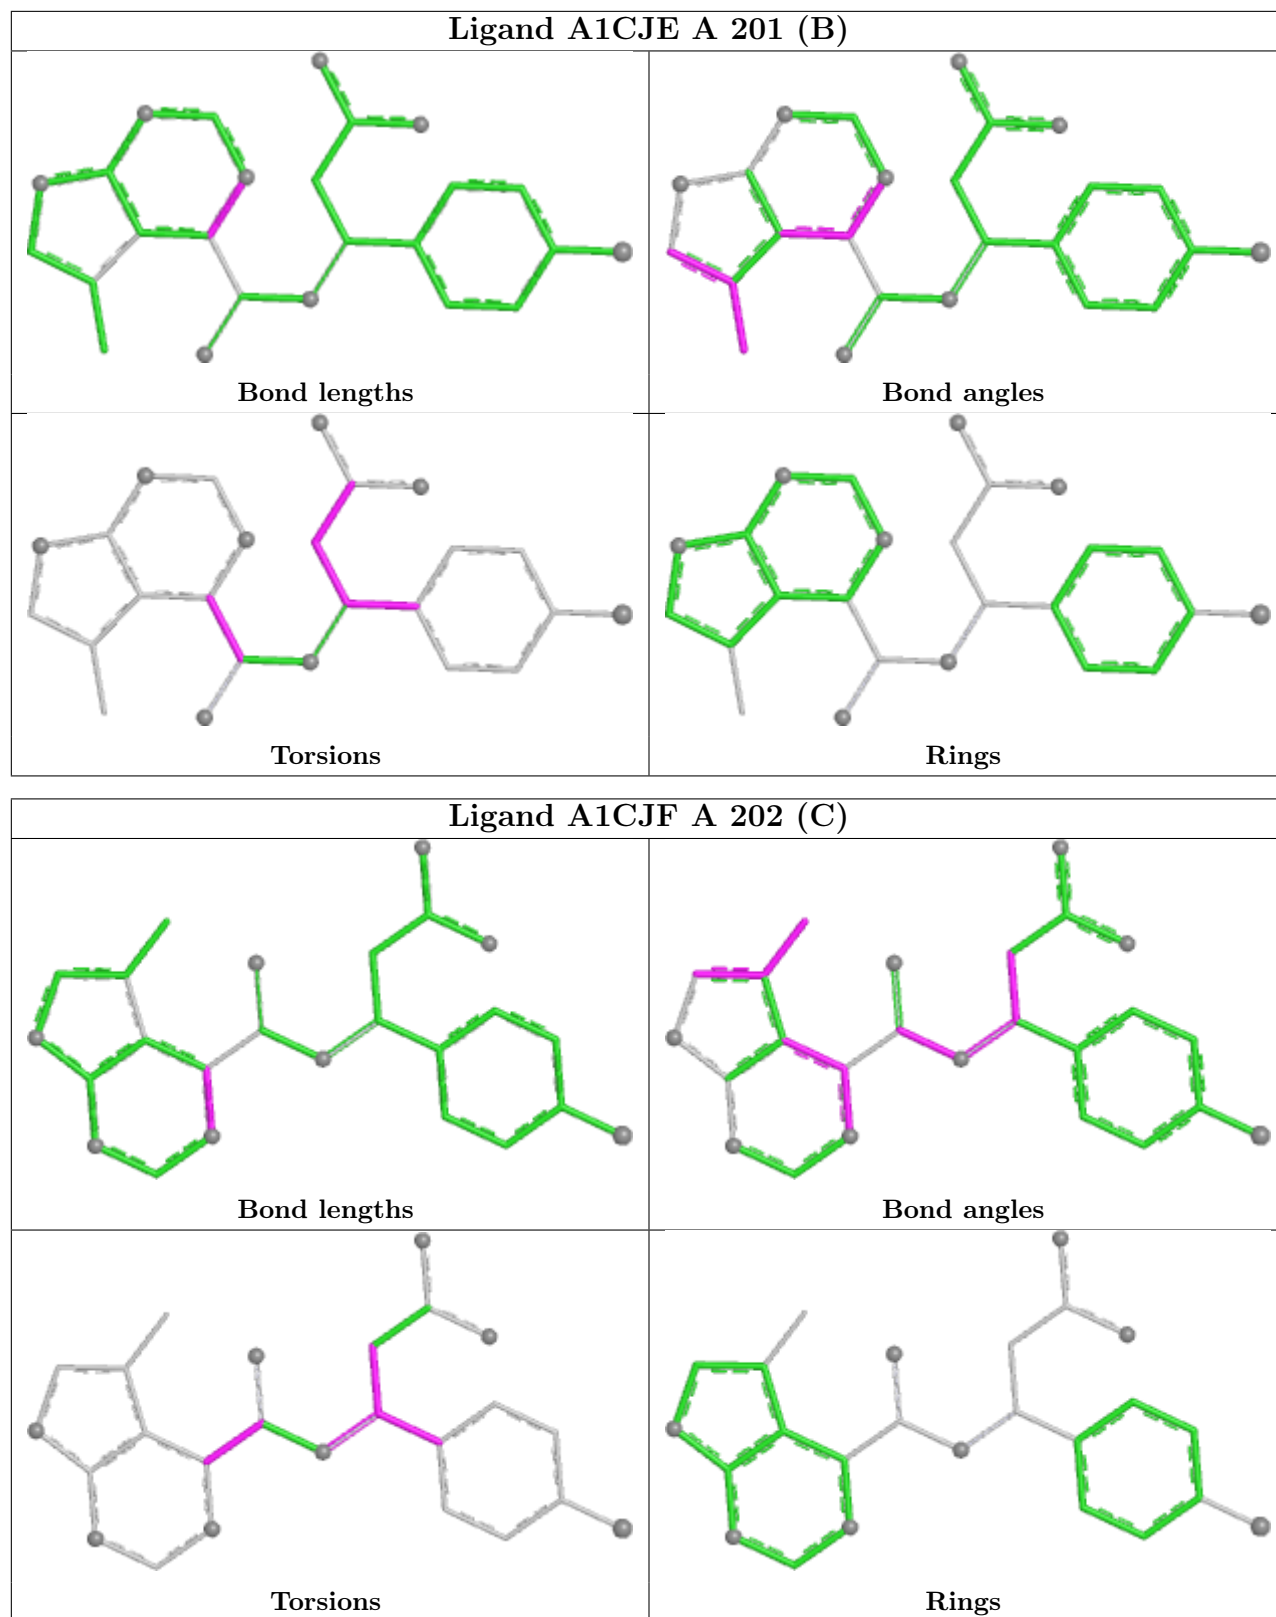 Ligand A1CJE A 201 (B)
Bond lengths
Bond angles
Torsions
Rings
Ligand A1CJF A 202 (C)
Bond lengths
Bond angles
Torsions
Rings